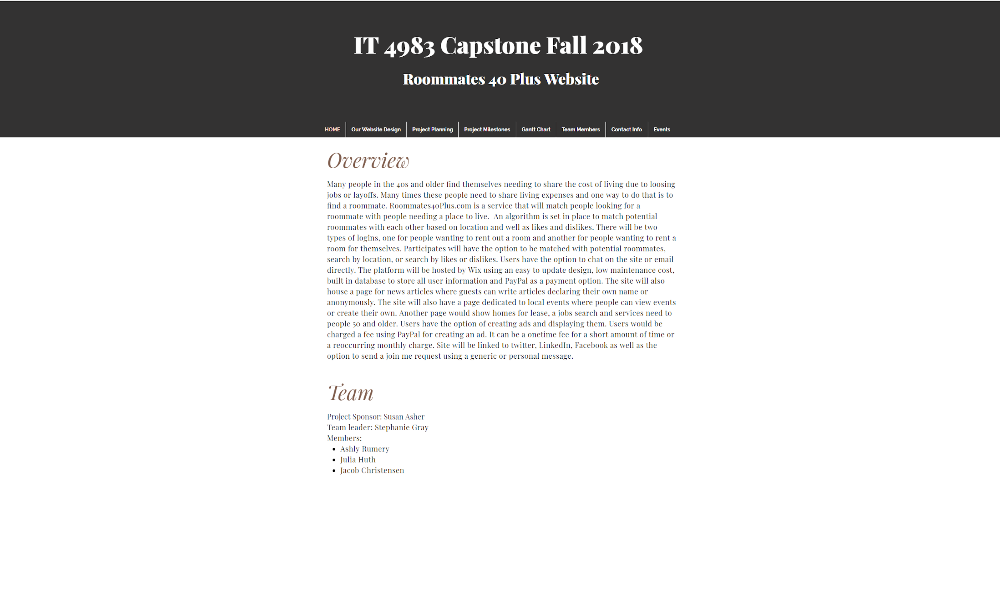 IT 4983 Capstone Fall 2018
Roommates 40 Plus Website
HOME
Our Website Design
Project Planning
Project Milestones
Gantt Chart
Team Members
Contact Info
Events
Overview
Many people in the 40s and older find themselves needing to share the cost of living due to loosing
jobs or layoffs. Many times these people need to share living expenses and one way to do that is to
find a roommate. Roommates40Plus.com is a service that will match people looking for a
roommate with people needing a place to live.  An algorithm is set in place to match potential
roommates with each other based on location and well as likes and dislikes. There will be two
types of logins, one for people wanting to rent out a room and another for people wanting to rent a
room for themselves. Participates will have the option to be matched with potential roommates,
search by location, or search by likes or dislikes. Users have the option to chat on the site or email
directly. The platform will be hosted by Wix using an easy to update design, low maintenance cost,
built in database to store all user information and PayPal as a payment option. The site will also
house a page for news articles where guests can write articles declaring their own name or
anonymously. The site will also have a page dedicated to local events where people can view events
or create their own. Another page would show homes for lease, a jobs search and services need to
people 50 and older. Users have the option of creating ads and displaying them. Users would be
charged a fee using PayPal for creating an ad. It can be a onetime fee for a short amount of time or
a reoccurring monthly charge. Site will be linked to twitter, LinkedIn, Facebook as well as the
option to send a join me request using a generic or personal message.
Team
Project Sponsor: Susan Asher
Team leader: Stephanie Gray
Members:
• Ashly Rumery
• Julia Huth
• Jacob Christensen